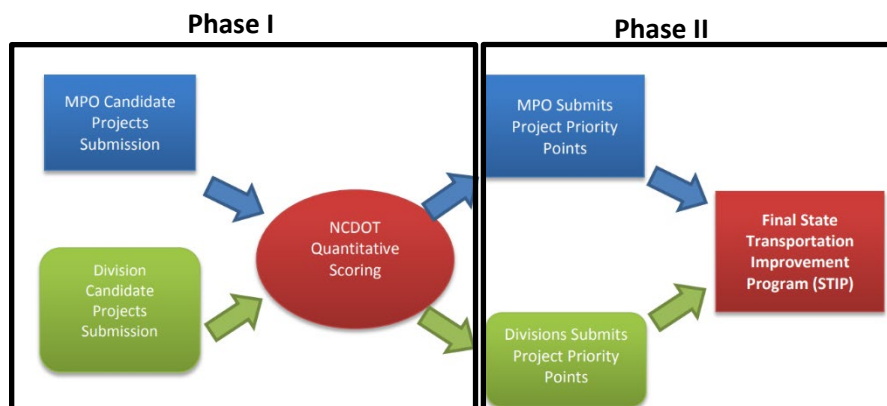 Phase I
Phase II
MPO Candidate
Projects
Submission
Division
Candidate
Projects
Submission
NCDOT
Quantitative
Scoring
MPO Submits
Project Priority
Points
Divisions Submits
Project Priority
Points
Final State
Transportation
Improvement
Program (STIP)